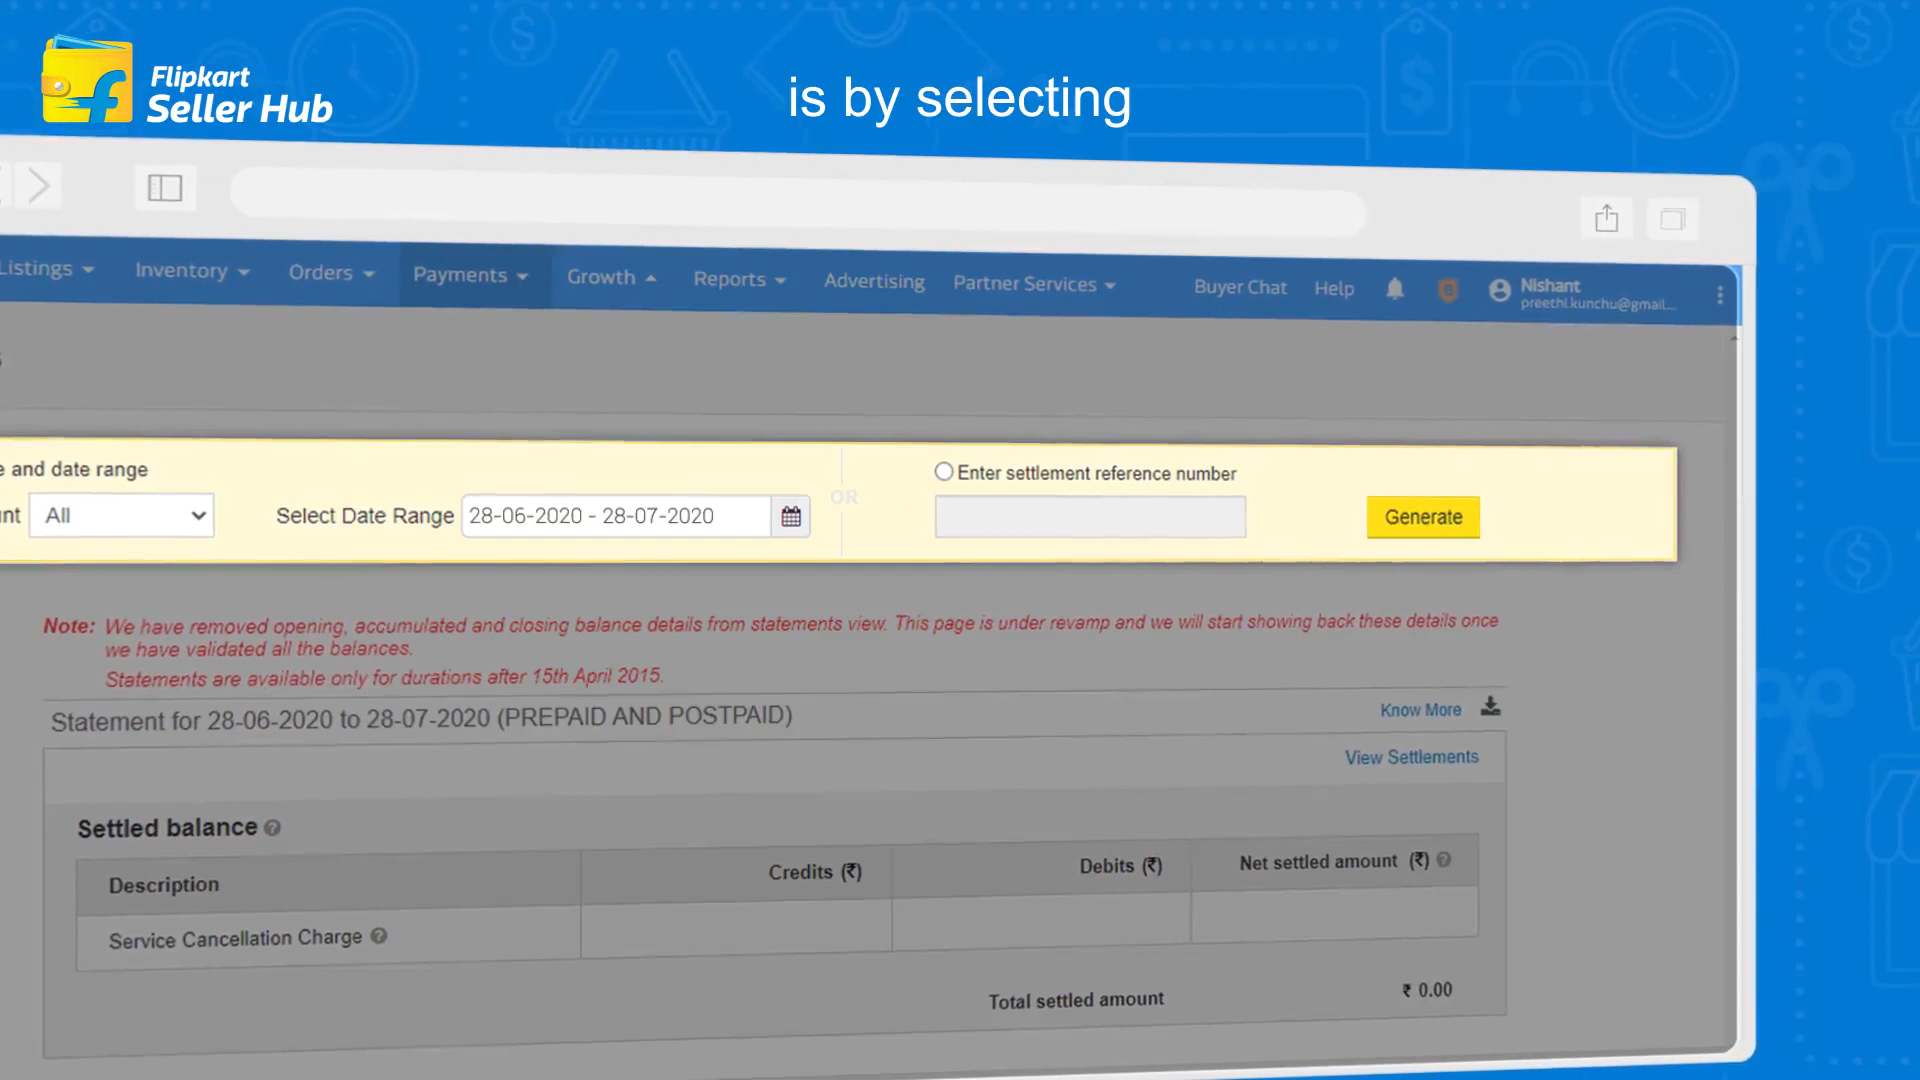 Flipkart
Seller Hub
is by selecting
Listings
Inventory
Orders
Payments
Growth
Reports
Advertising
Partner Services
Buyer Chat
Help
Nishant
preethi.kunchu@gmail...
and date range
All
Select Date Range
28-06-2020 - 28-07-2020
OR
Enter settlement reference number
Generate
Note: We have removed opening, accumulated and closing balance details from statements view. This page is under revamp and we will start showing back these details once
we have validated all the balances.
Statements are available only for durations after 15th April 2015.
Statement for 28-06-2020 to 28-07-2020 (PREPAID AND POSTPAID)
Know More
View Settlements
Settled balance
Description
Credits (₹)
Debits (₹)
Net settled amount (₹)
Service Cancellation Charge
Total settled amount
₹ 0.00